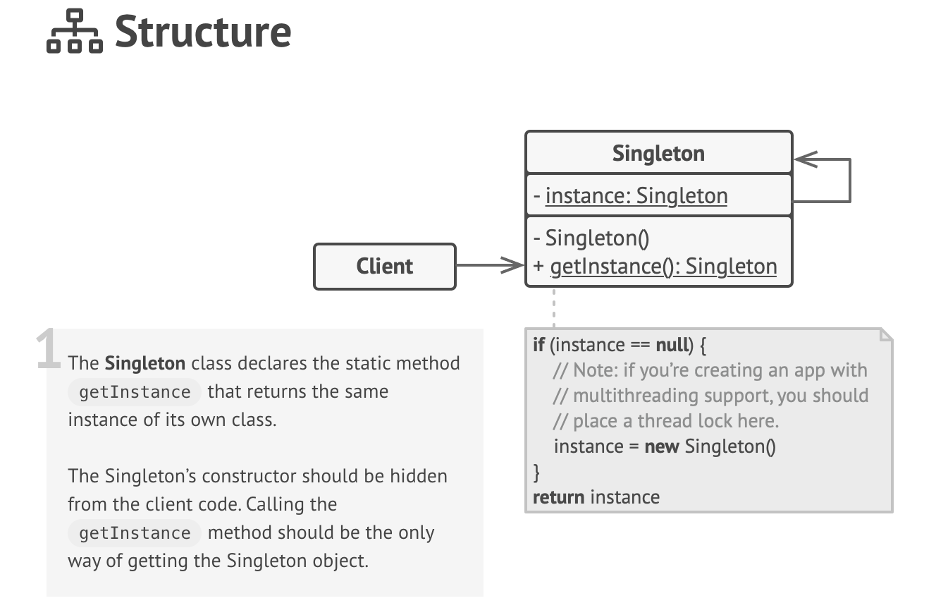 Structure
Singleton
- instance: Singleton
- Singleton()
+ getInstance(): Singleton
Client
1
The Singleton class declares the static method
getInstance that returns the same
instance of its own class.
The Singleton’s constructor should be hidden
from the client code. Calling the
getInstance method should be the only
way of getting the Singleton object.
if (instance == null) {
// Note: if you’re creating an app with
// multithreading support, you should
// place a thread lock here.
instance = new Singleton()
}
return instance